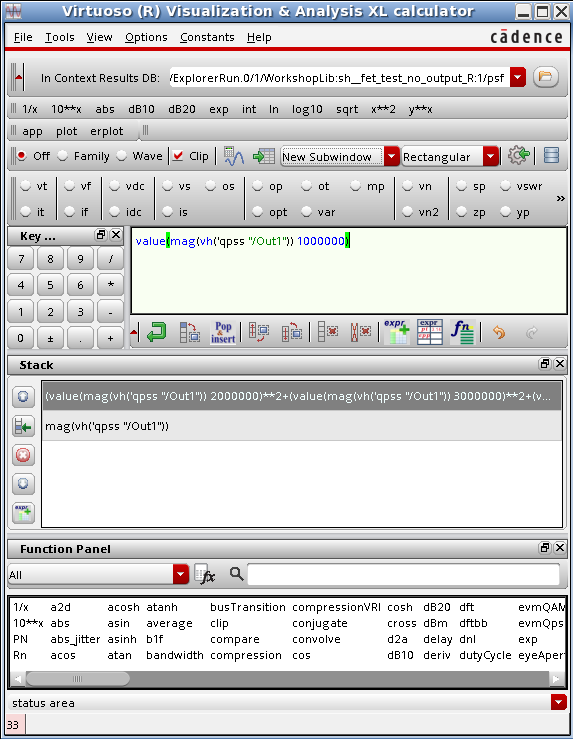 Virtuoso (R) Visualization & Analysis XL calculator
File Tools View Options Constants Help cādence
In Context Results DB: /ExplorerRun.0/1/WorkshopLib:sh__fet_test_no_output_R:1/psf
1/x 10**x abs dB10 dB20 exp int ln log10 sqrt x**2 y**x
app plot erplot
Off Family Wave Clip New Subwindow Rectangular
vt vf vdc vs os op ot mp vn sp vswr »
it if idc is opt var vn2 zp yp
Key ...
7 8 9 /
4 5 6 *
1 2 3 -
0 ± . +
value(mag(vh('qpss "/Out1")) 1000000)
Pop & insert expr expr fn
Stack
(value(mag(vh('qpss "/Out1")) 2000000)**2+(value(mag(vh('qpss "/Out1")) 3000000)**2+(v...
mag(vh('qpss "/Out1"))
expr
Function Panel
All fx
1/x a2d acosh atanh busTransition compressionVRI cosh dB20 dft evmQAM
10**x abs asin average clip conjugate cross dBm dftbb evmQps
PN abs_jitter asinh b1f compare convolve d2a delay dnl exp
Rn acos atan bandwidth compression cos dB10 deriv dutyCycle eyeAper
status area
33